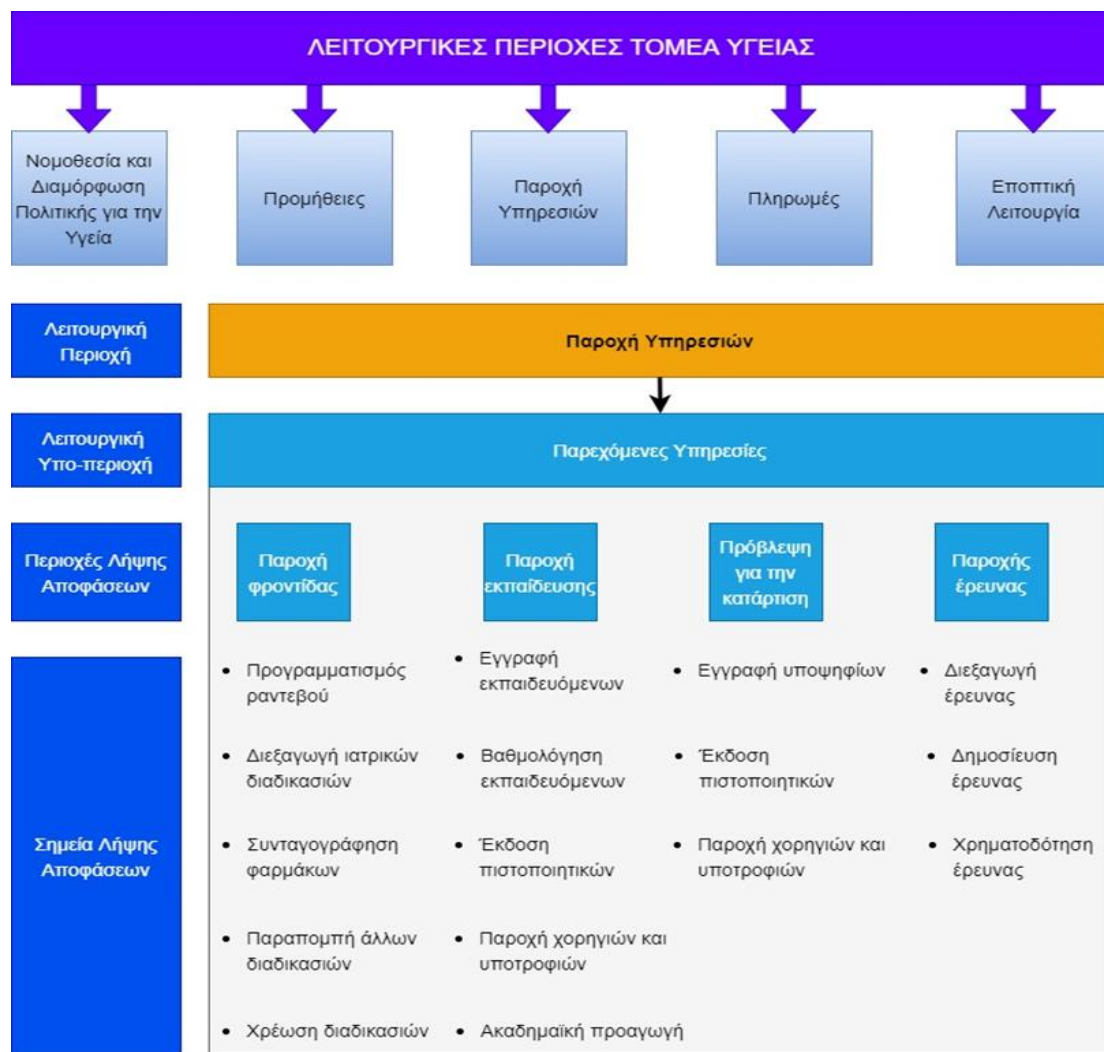 ΛΕΙΤΟΥΡΓΙΚΕΣ ΠΕΡΙΟΧΕΣ ΤΟΜΕΑ ΥΓΕΙΑΣ
Νομοθεσία και
Διαμόρφωση
Πολιτικής για την
Υγεία
Προμήθειες
Παροχή
Υπηρεσιών
Πληρωμές
Εποπτική
Λειτουργία
Λειτουργική
Περιοχή
Παροχή Υπηρεσιών
Λειτουργική
Υπο-περιοχή
Παρεχόμενες Υπηρεσίες
Περιοχές Λήψης
Αποφάσεων
Παροχή
φροντίδας
Παροχή
εκπαίδευσης
Πρόβλεψη
για την
κατάρτιση
Παροχής
έρευνας
Σημεία Λήψης
Αποφάσεων
• Προγραμματισμός
ραντεβού
• Διεξαγωγή ιατρικών
διαδικασιών
• Συνταγογράφηση
φαρμάκων
• Παραπομπή άλλων
διαδικασιών
• Χρέωση διαδικασιών
• Εγγραφή
εκπαιδευόμενων
• Βαθμολόγηση
εκπαιδευόμενων
• Έκδοση
πιστοποιητικών
• Παροχή χορηγιών και
υποτροφιών
• Ακαδημαϊκή προαγωγή
• Εγγραφή υποψηφίων
• Έκδοση
πιστοποιητικών
• Παροχή χορηγιών και
υποτροφιών
• Διεξαγωγή
έρευνας
• Δημοσίευση
έρευνας
• Χρηματοδότηση
έρευνας